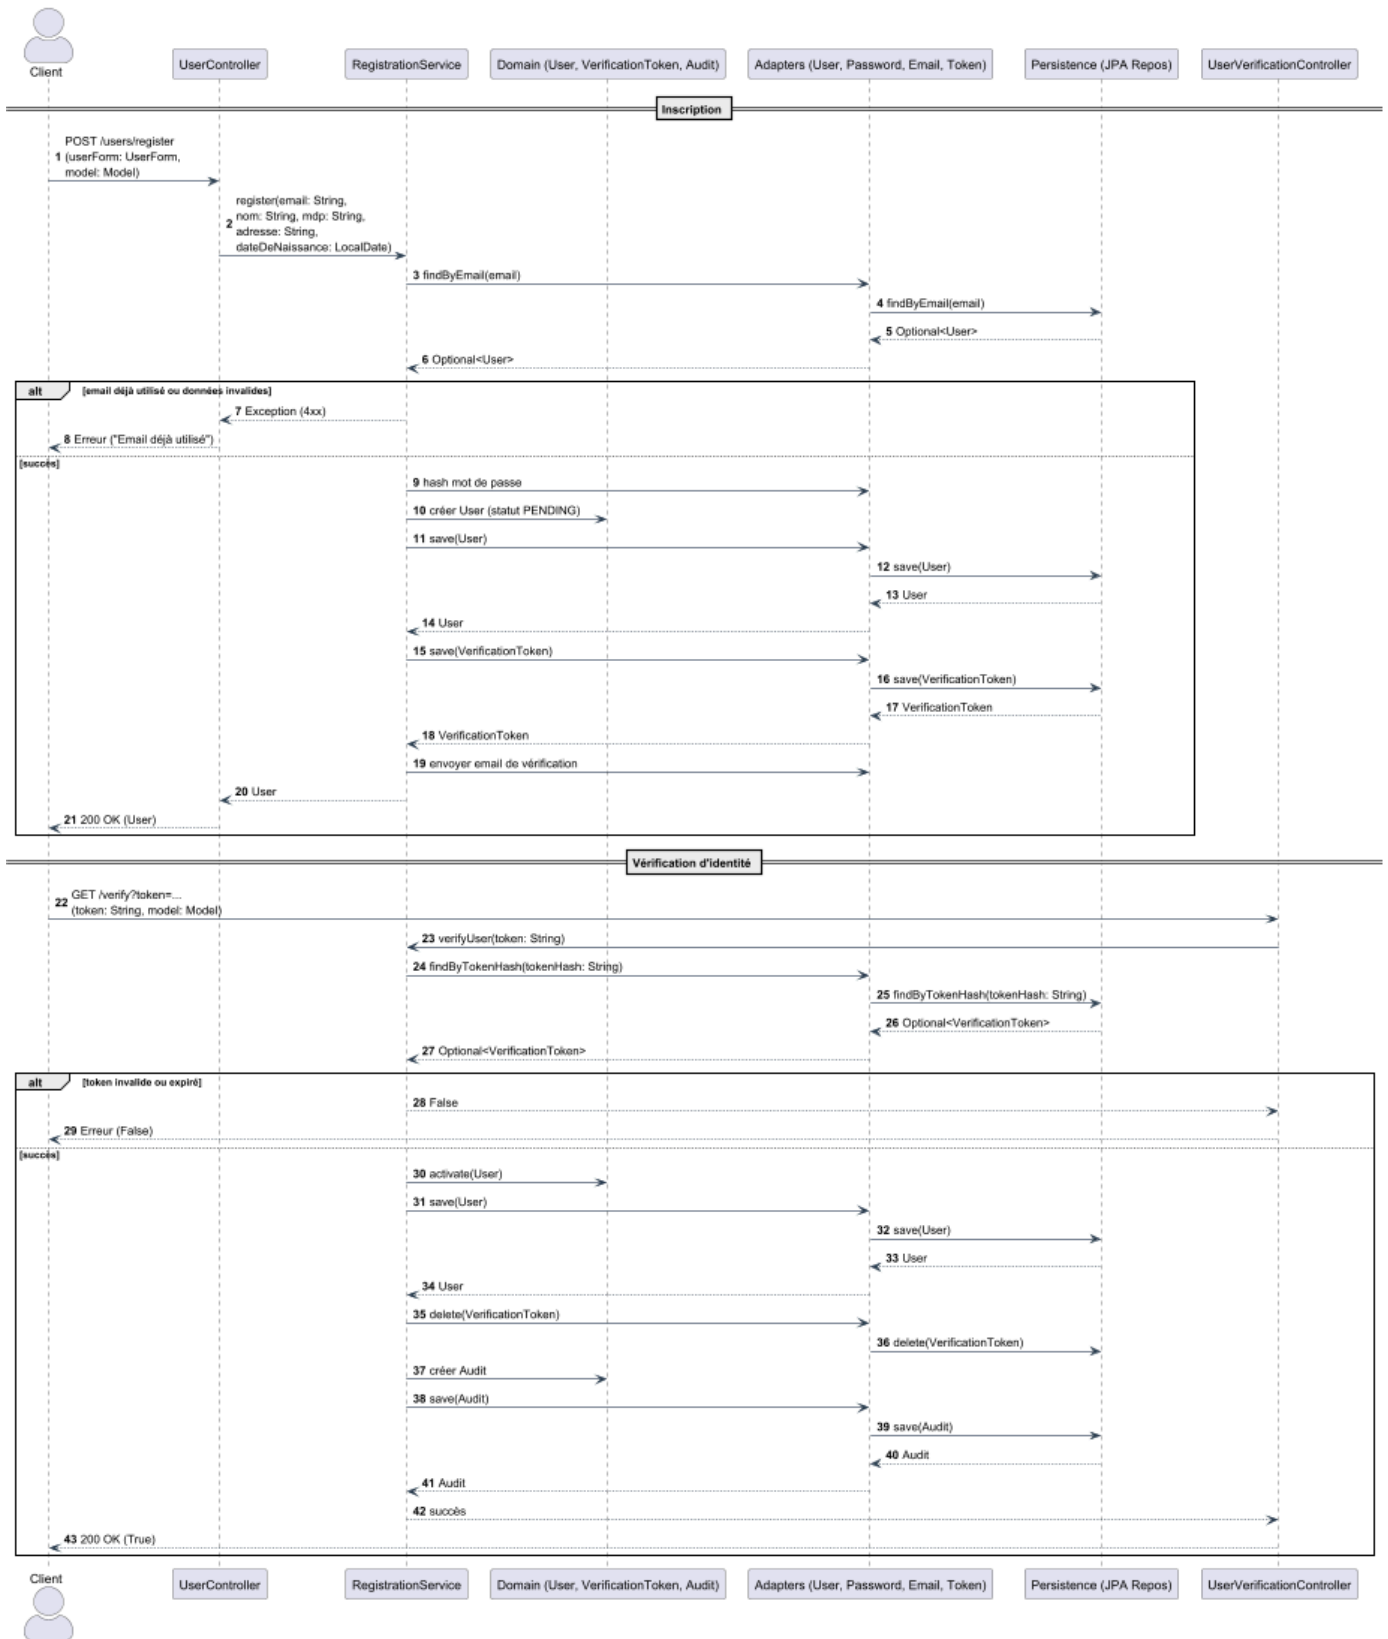 Client
UserController
RegistrationService
Domain (User, VerificationToken, Audit)
Adapters (User, Password, Email, Token)
Persistence (JPA Repos)
UserVerificationController
Inscription
POST /users/register
1 (userForm: UserForm,
model: Model)
register(email: String,
nom: String, mdp: String,
2
adresse: String,
dateDeNaissance: LocalDate)
3 findByEmail(email)
4 findByEmail(email)
5 Optional<User>
6 Optional<User>
alt
[email déjà utilisé ou données invalides]
7 Exception (4xx)
8 Erreur ("Email déjà utilisé")
[succès]
9 hash mot de passe
10 créer User (statut PENDING)
11 save(User)
12 save(User)
13 User
14 User
15 save(VerificationToken)
16 save(VerificationToken)
17 VerificationToken
18 VerificationToken
19 envoyer email de vérification
20 User
21 200 OK (User)
Vérification d'identité
22 GET /verify?token=...
(token: String, model: Model)
23 verifyUser(token: String)
24 findByTokenHash(tokenHash: String)
25 findByTokenHash(tokenHash: String)
26 Optional<VerificationToken>
27 Optional<VerificationToken>
alt
[token invalide ou expiré]
28 False
29 Erreur (False)
[succès]
30 activate(User)
31 save(User)
32 save(User)
33 User
34 User
35 delete(VerificationToken)
36 delete(VerificationToken)
37 créer Audit
38 save(Audit)
39 save(Audit)
40 Audit
41 Audit
42 succès
43 200 OK (True)
Client
UserController
RegistrationService
Domain (User, VerificationToken, Audit)
Adapters (User, Password, Email, Token)
Persistence (JPA Repos)
UserVerificationController